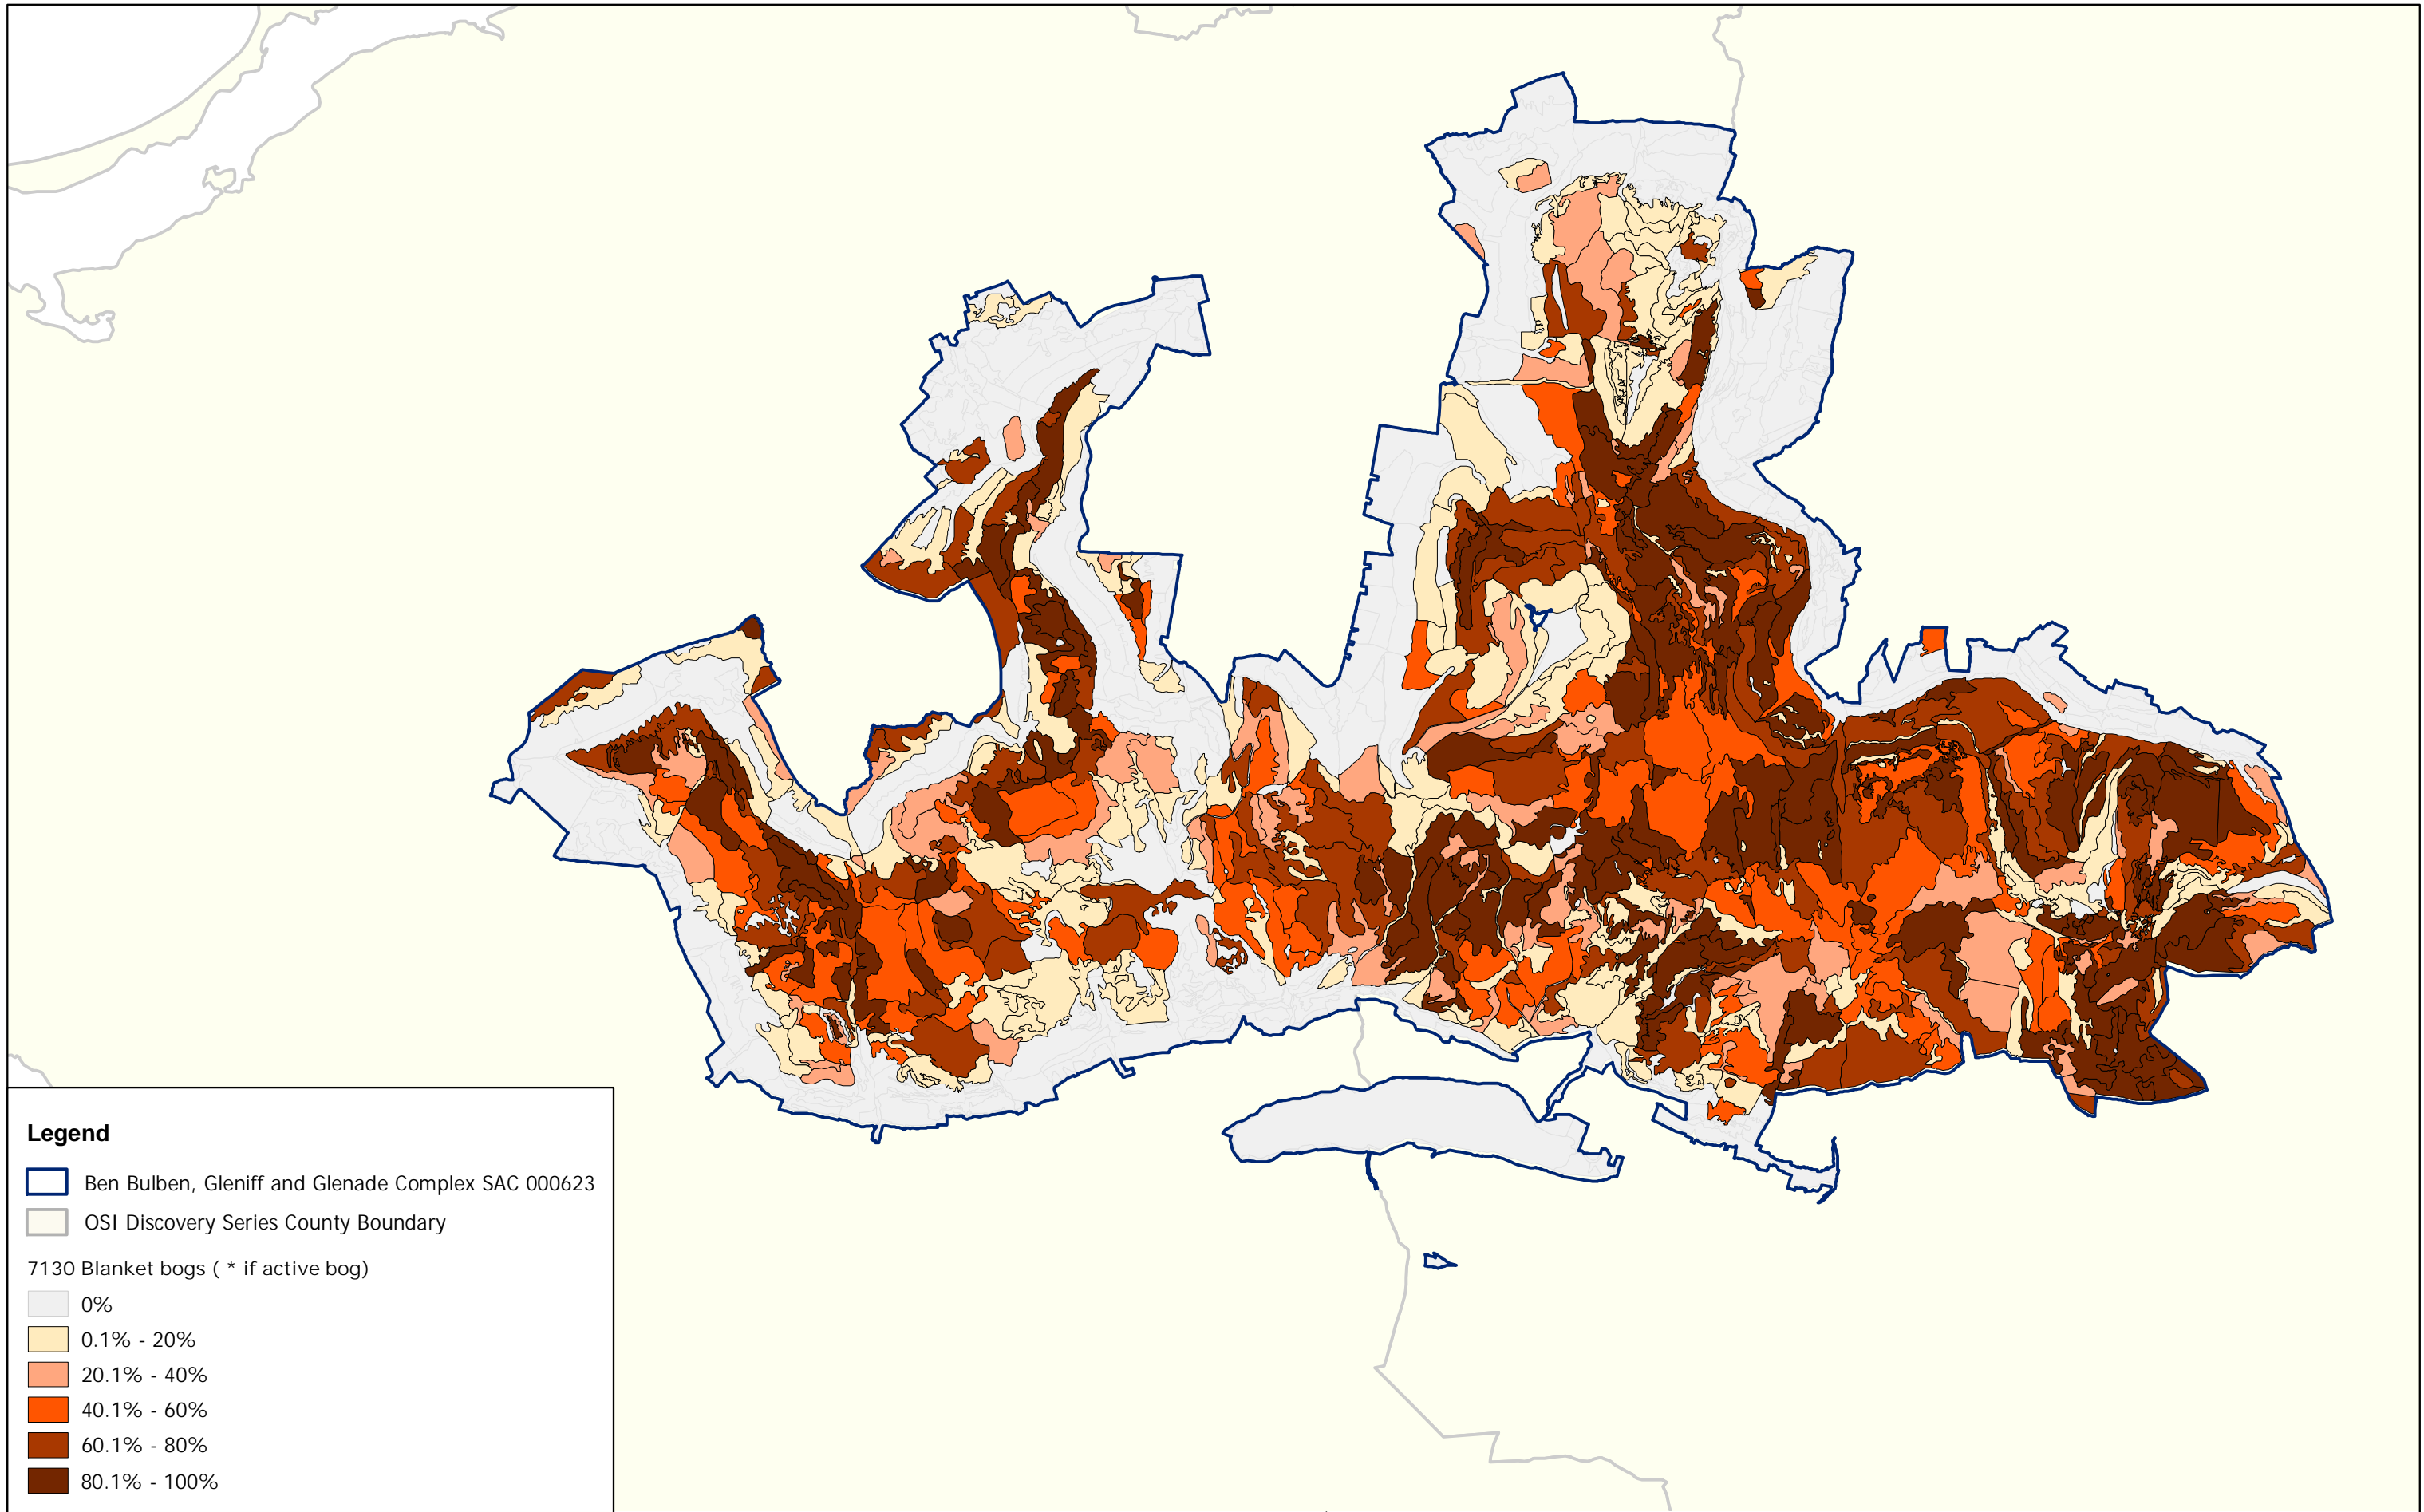 Legend
Ben Bulben, Gleniff and Glenade Complex SAC 000623
OSI Discovery Series County Boundary
7130 Blanket bogs ( * if active bog)
0%
0.1% - 20%
20.1% - 40%
40.1% - 60%
60.1% - 80%
80.1% - 100%